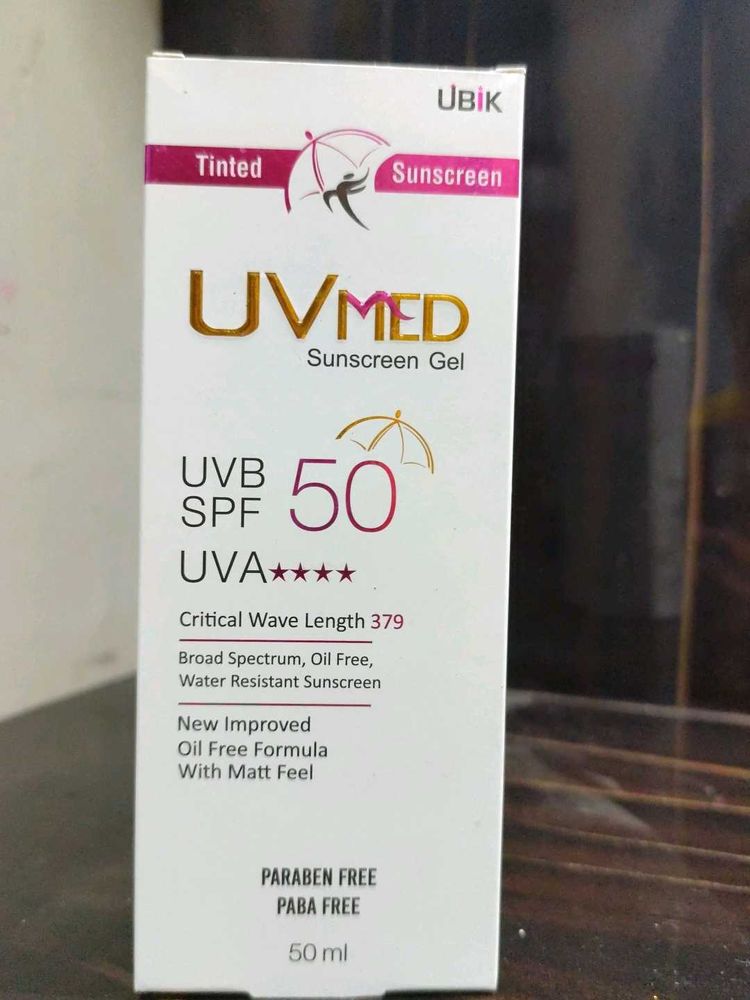 UBiK
Tinted Sunscreen
UVMED
Sunscreen Gel
UVB
SPF 50
UVA★★★★
Critical Wave Length 379
Broad Spectrum, Oil Free,
Water Resistant Sunscreen
New Improved
Oil Free Formula
With Matt Feel
PARABEN FREE
PABA FREE
50 ml